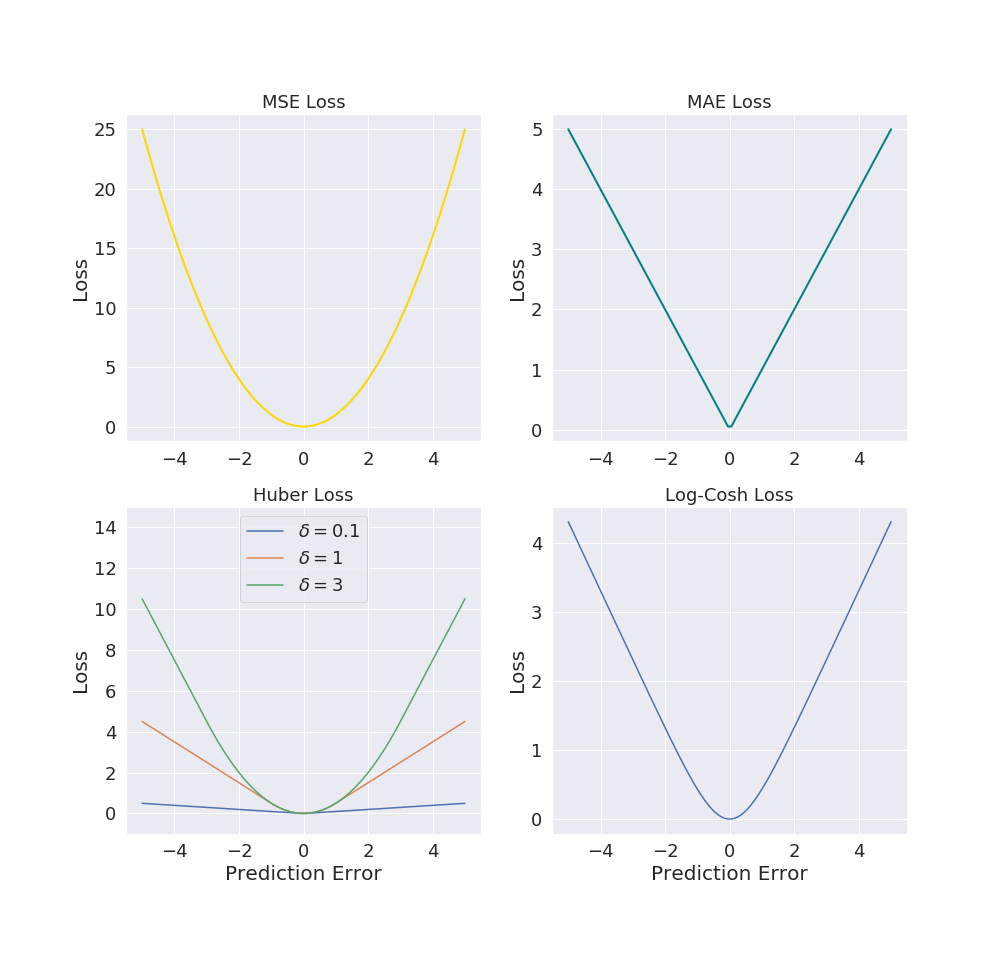 MSE Loss
25
20
15
10
5
0
Loss
−4 −2 0 2 4
MAE Loss
5
4
3
2
1
0
Loss
−4 −2 0 2 4
Huber Loss
14
12
10
8
6
4
2
0
Loss
δ = 0.1
δ = 1
δ = 3
−4 −2 0 2 4
Prediction Error
Log-Cosh Loss
4
3
2
1
0
Loss
−4 −2 0 2 4
Prediction Error